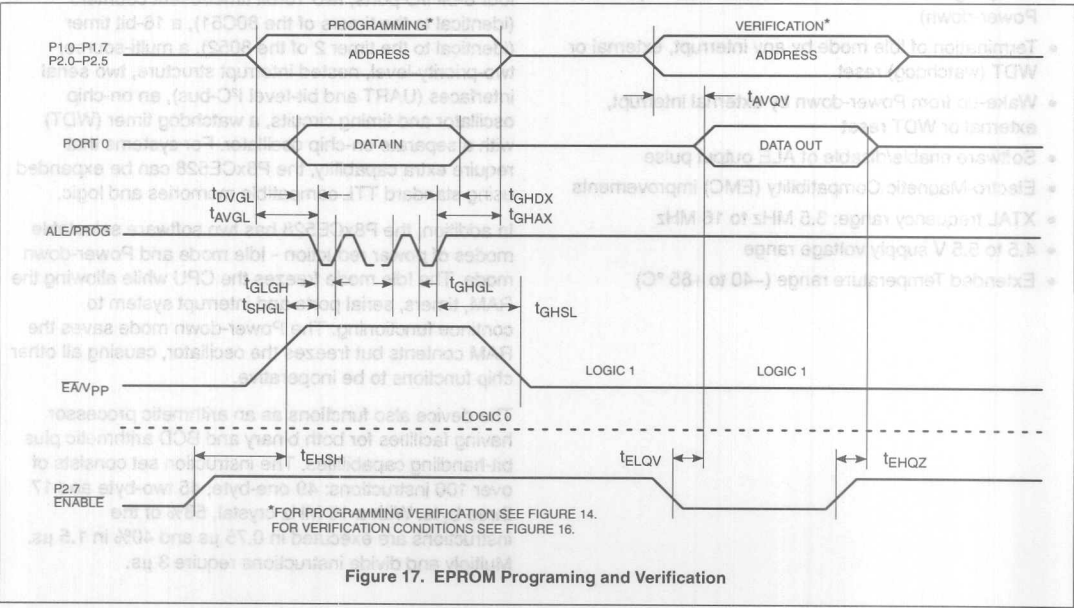 PROGRAMMING*
VERIFICATION*
P1.0–P1.7
P2.0–P2.5
ADDRESS
ADDRESS
tAVQV
PORT 0
DATA IN
DATA OUT
tDVGL
tGHDX
tAVGL
tGHAX
ALE/PROG
tGLGH
tGHGL
tSHGL
tGHSL
LOGIC 1
LOGIC 1
EA/VPP
LOGIC 0
tEHSH
tELQV
tEHQZ
P2.7
ENABLE
*FOR PROGRAMMING VERIFICATION SEE FIGURE 14.
FOR VERIFICATION CONDITIONS SEE FIGURE 16.
Figure 17. EPROM Programing and Verification